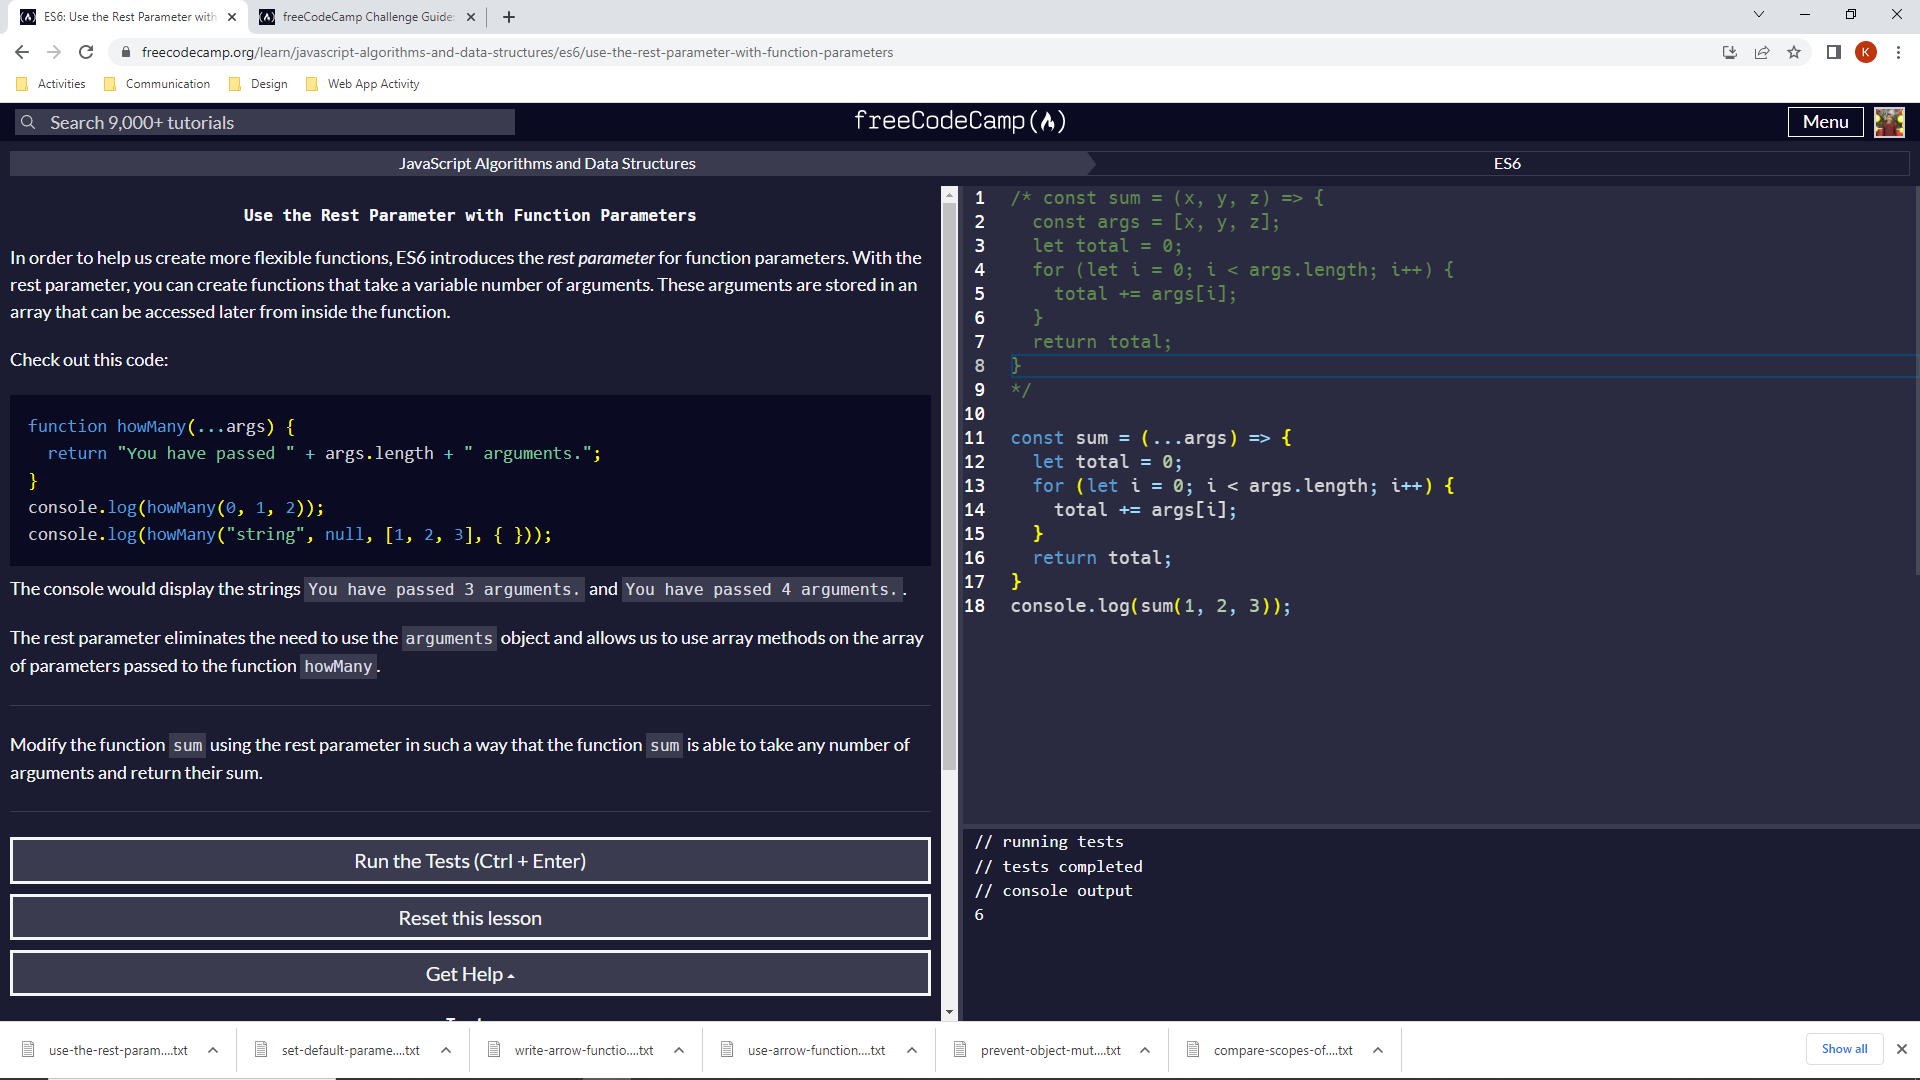 ES6: Use the Rest Parameter with
freeCodeCamp Challenge Guide:
freecodecamp.org/learn/javascript-algorithms-and-data-structures/es6/use-the-rest-parameter-with-function-parameters
K
Activities
Communication
Design
Web App Activity
Search 9,000+ tutorials
freeCodeCamp
Menu
JavaScript Algorithms and Data Structures
ES6
Use the Rest Parameter with Function Parameters
In order to help us create more flexible functions, ES6 introduces the rest parameter for function parameters. With the
rest parameter, you can create functions that take a variable number of arguments. These arguments are stored in an
array that can be accessed later from inside the function.
Check out this code:
function howMany(...args) {
  return "You have passed " + args.length + " arguments.";
}
console.log(howMany(0, 1, 2));
console.log(howMany("string", null, [1, 2, 3], { }));
The console would display the strings You have passed 3 arguments. and You have passed 4 arguments. .
The rest parameter eliminates the need to use the arguments object and allows us to use array methods on the array
of parameters passed to the function howMany .
Modify the function sum using the rest parameter in such a way that the function sum is able to take any number of
arguments and return their sum.
Run the Tests (Ctrl + Enter)
Reset this lesson
Get Help
1 /* const sum = (x, y, z) => {
2   const args = [x, y, z];
3   let total = 0;
4   for (let i = 0; i < args.length; i++) {
5     total += args[i];
6   }
7   return total;
8 }
9 */
10
11 const sum = (...args) => {
12   let total = 0;
13   for (let i = 0; i < args.length; i++) {
14     total += args[i];
15   }
16   return total;
17 }
18 console.log(sum(1, 2, 3));
// running tests
// tests completed
// console output
6
use-the-rest-param....txt
set-default-parame....txt
write-arrow-functio....txt
use-arrow-function....txt
prevent-object-mut....txt
compare-scopes-of....txt
Show all